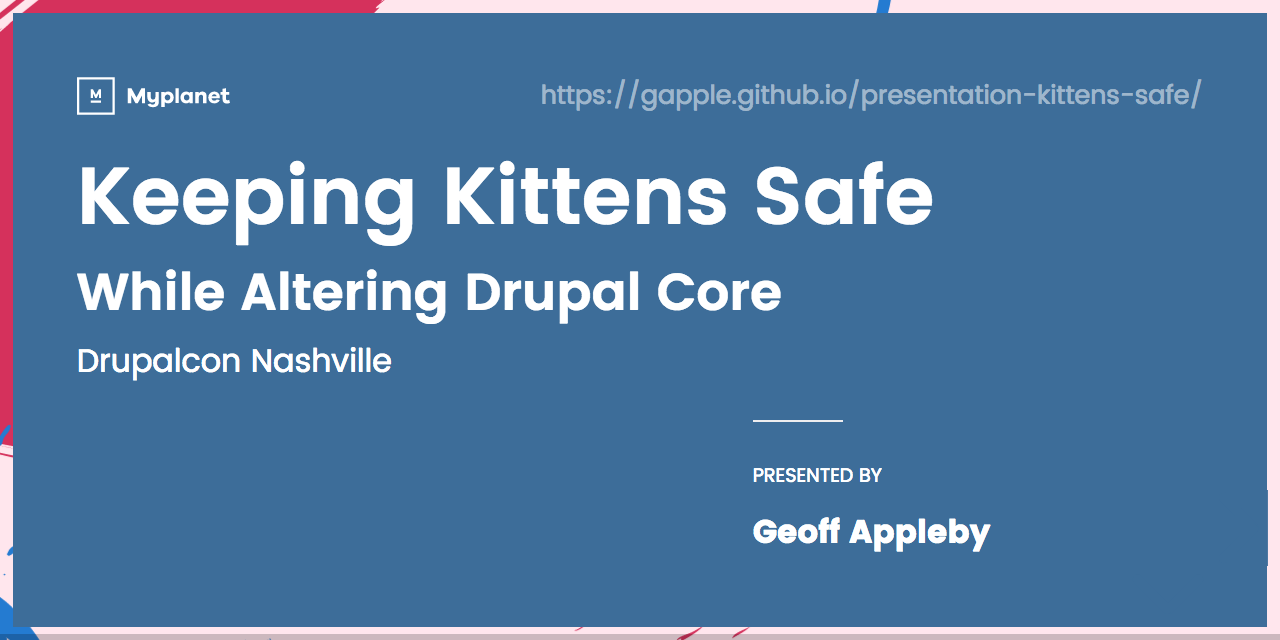 M Myplanet
https://gapple.github.io/presentation-kittens-safe/
Keeping Kittens Safe
While Altering Drupal Core
Drupalcon Nashville
PRESENTED BY
Geoff Appleby